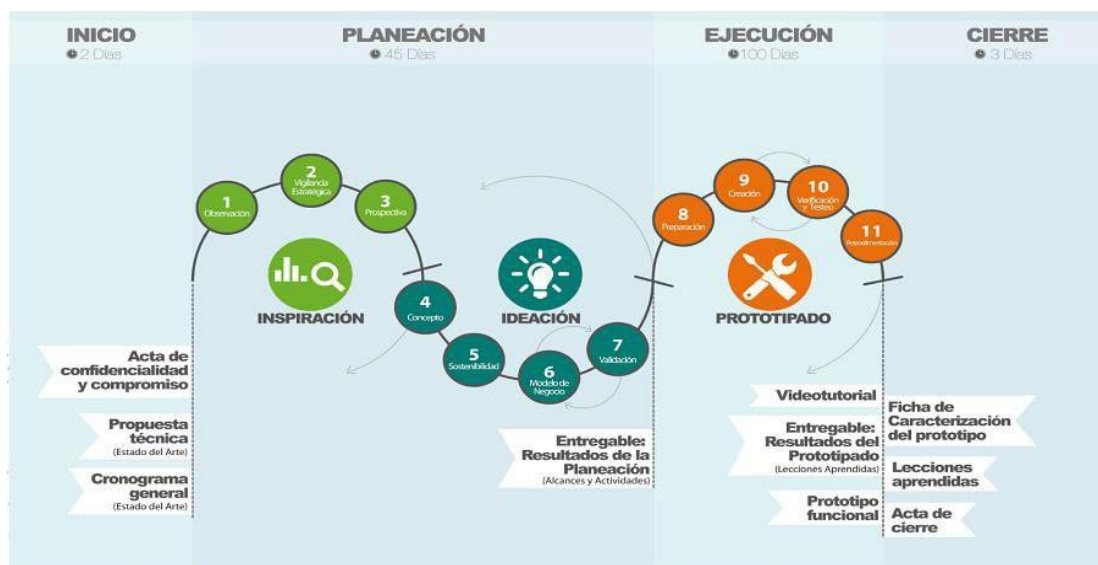 INICIO
2 Días
PLANEACIÓN
45 Días
EJECUCIÓN
100 Días
CIERRE
3 Días
1
Observación
2
Vigilancia
Estratégica
3
Prospectiva
INSPIRACIÓN
4
Concepto
5
Sostenibilidad
6
Modelo de
Negocio
7
Validación
IDEACIÓN
8
Preparación
9
Creación
10
Verificación
y Testeo
11
Retroalimentación
PROTOTIPADO
Acta de
confidencialidad
y compromiso
Propuesta
técnica
(Estado del Arte)
Cronograma
general
(Estado del Arte)
Entregable:
Resultados de la
Planeación
(Alcances y Actividades)
Videotutorial
Entregable:
Resultados del
Prototipado
(Lecciones Aprendidas)
Prototipo
funcional
Ficha de
Caracterización
del prototipo
Lecciones
aprendidas
Acta de
cierre